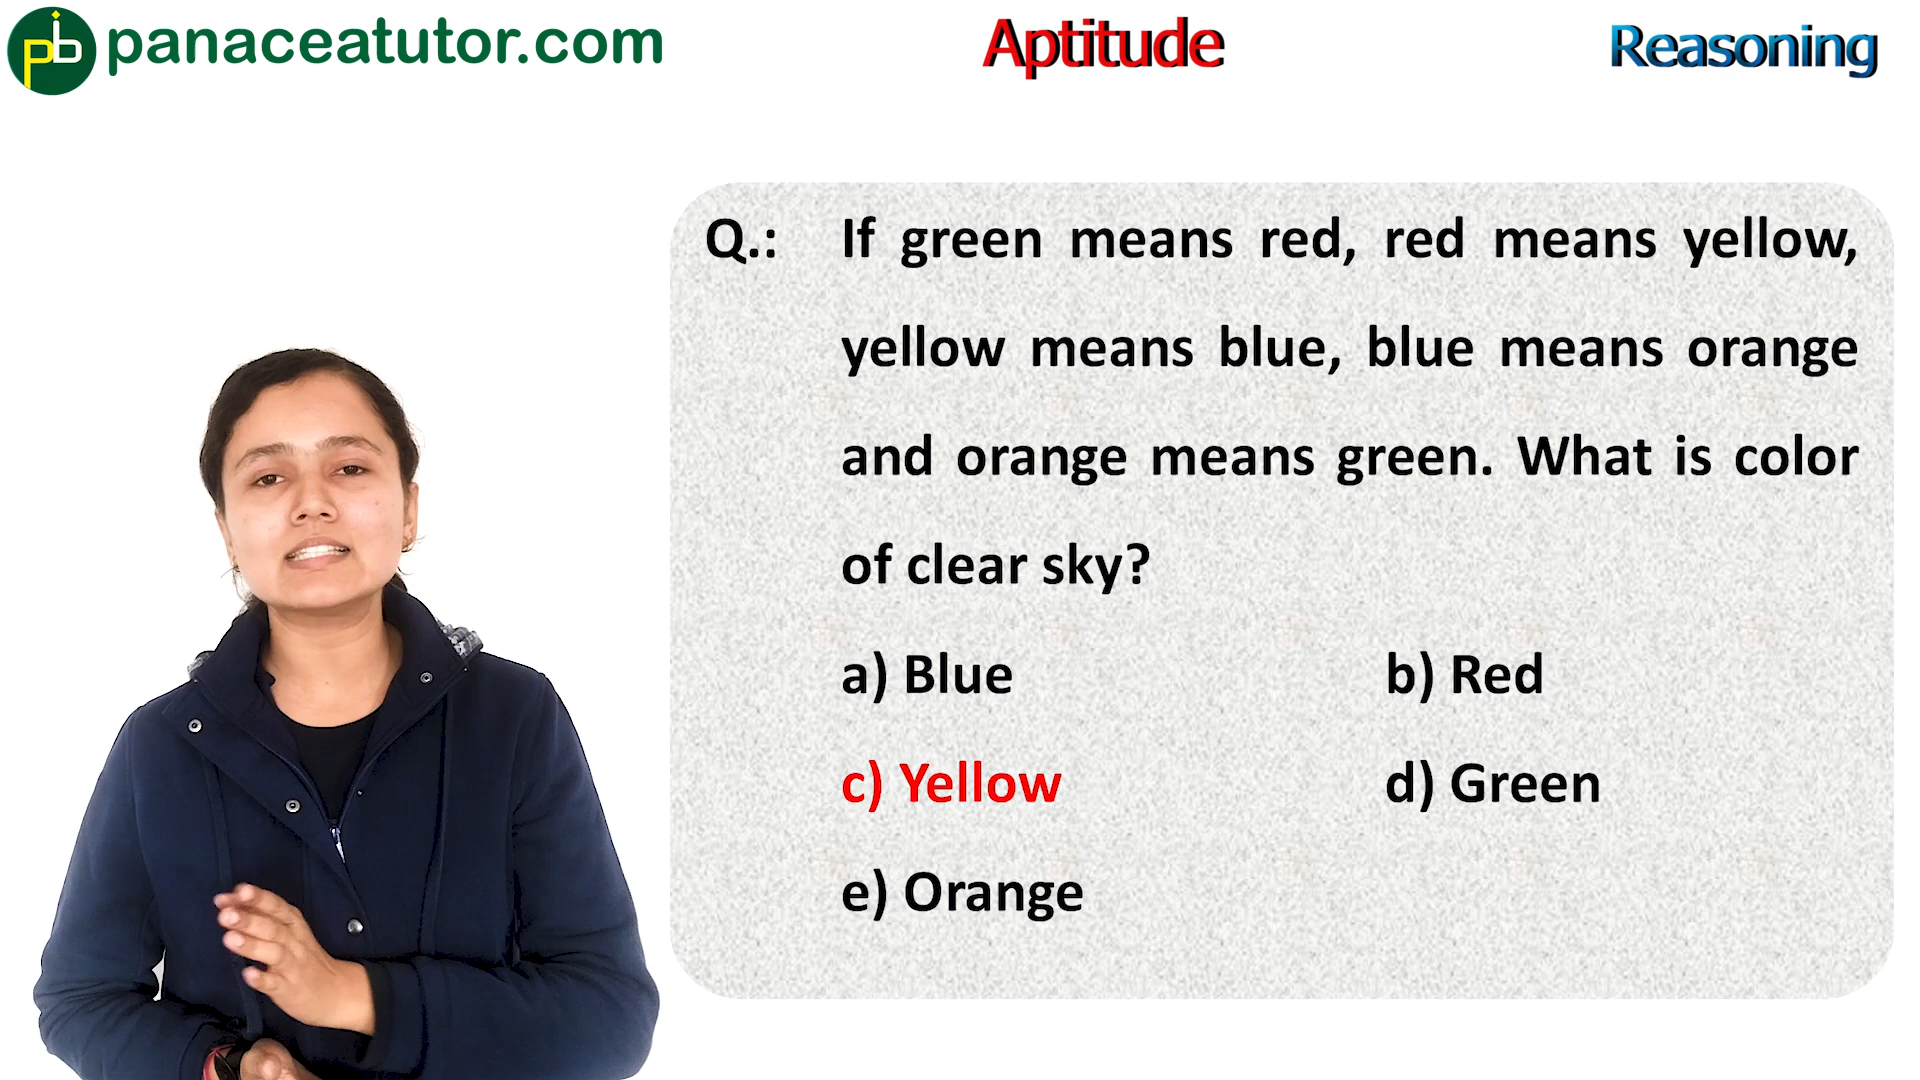 pb panaceatutor.com
Aptitude
Reasoning
Q.: If green means red, red means yellow,
yellow means blue, blue means orange
and orange means green. What is color
of clear sky?
a) Blue
b) Red
c) Yellow
d) Green
e) Orange